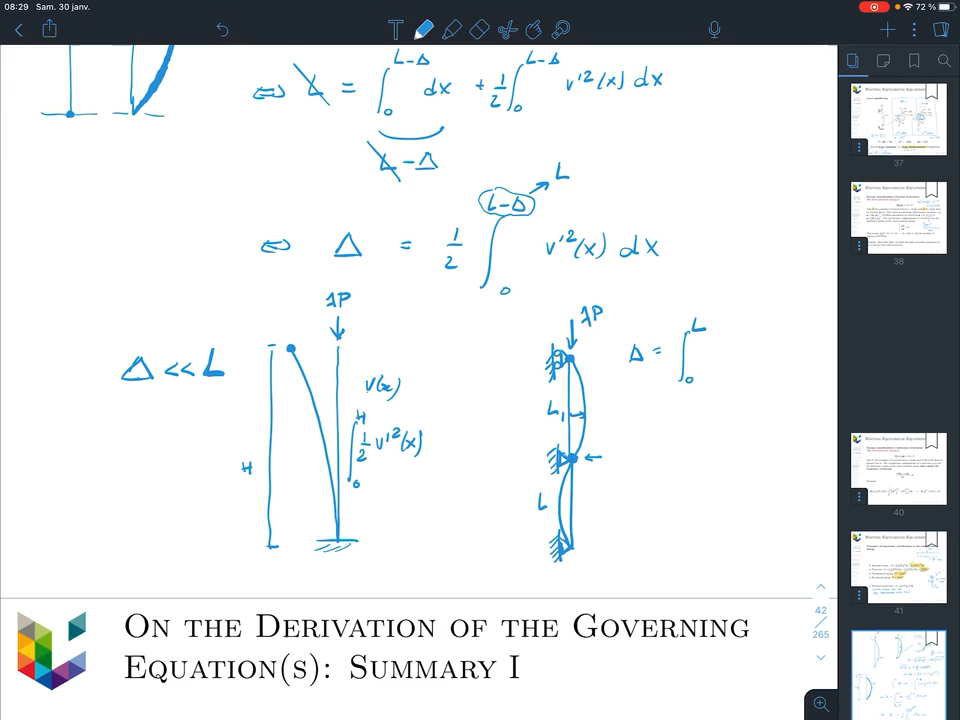 08:29 Sam. 30 janv.
72 %
⇔ L = ∫₀^{L-Δ} dx + 1/2 ∫₀^{L-Δ} v'²(x) dx
L - Δ
L
⇔ Δ = 1/2 ∫₀^{L-Δ} v'²(x) dx
Δ << L
λP
H
v(x)
∫₀^H 1/2 v'²(x)
λP
L₁
L
Δ = ∫₀^L
ON THE DERIVATION OF THE GOVERNING
EQUATION(S): SUMMARY I
37
38
40
41
42
265